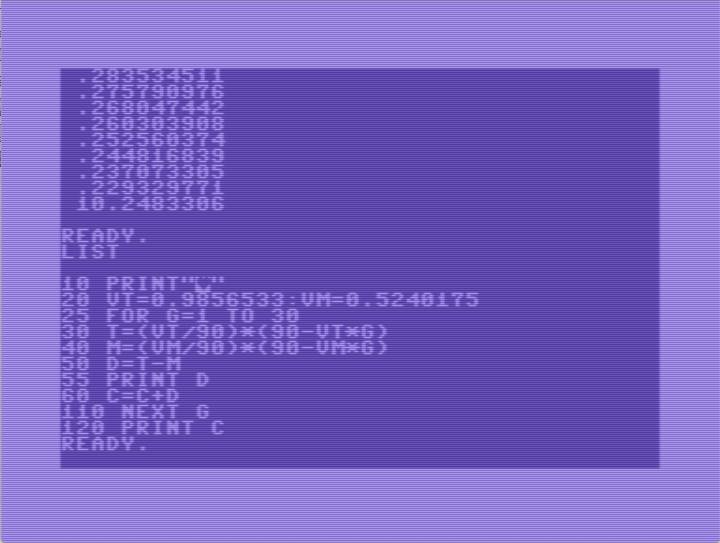 .283534511
.275790976
.268047442
.260303908
.252560374
.244816839
.237073305
.229329771
10.2483306
READY.
LIST
10 PRINT"♥"
20 VT=0.9856533:VM=0.5240175
25 FOR G=1 TO 30
30 T=(VT/90)*(90-VT*G)
40 M=(VM/90)*(90-VM*G)
50 D=T-M
55 PRINT D
60 C=C+D
110 NEXT G
120 PRINT C
READY.